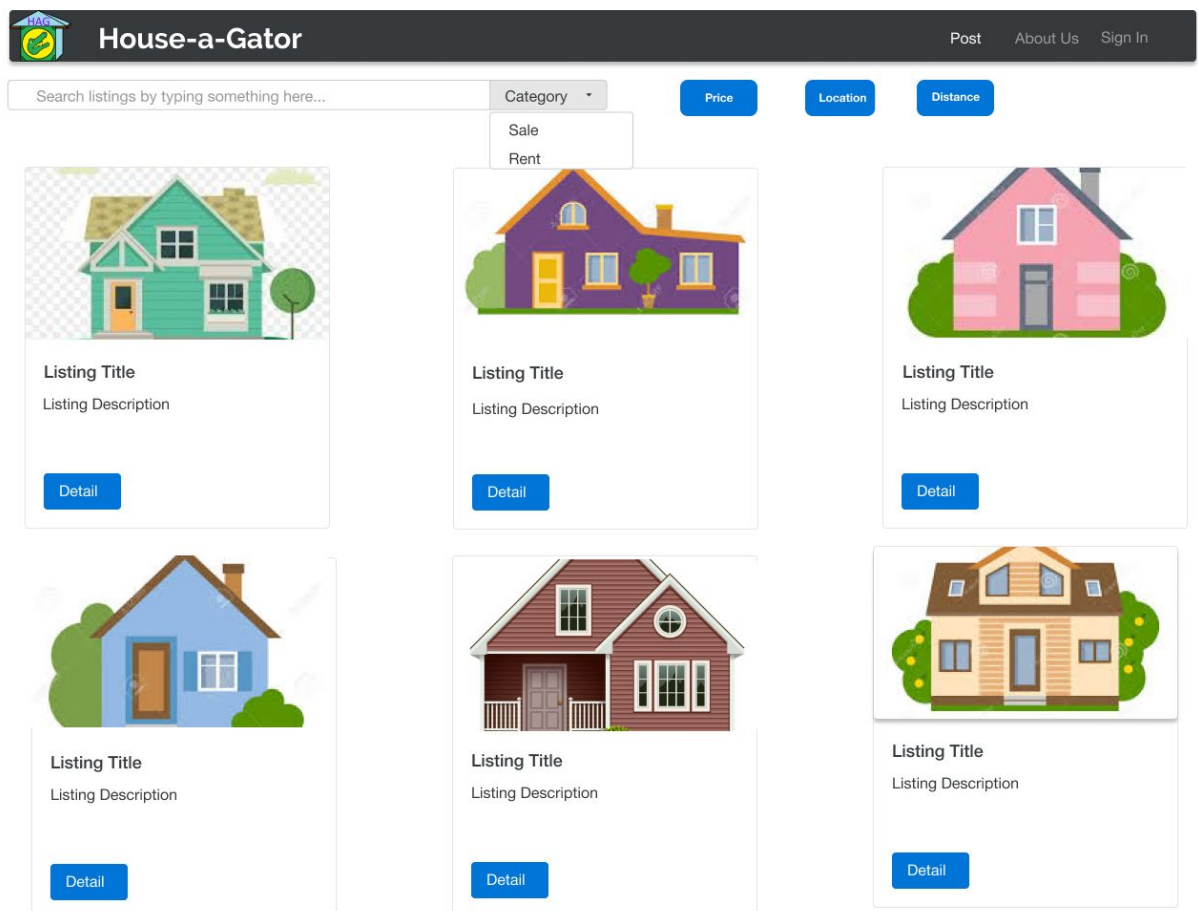 HAG
House-a-Gator
Post
About Us
Sign In
Search listings by typing something here...
Category
Price
Location
Distance
Sale
Rent
Listing Title
Listing Title
Listing Title
Listing Description
Listing Description
Listing Description
Detail
Detail
Detail
Listing Title
Listing Title
Listing Title
Listing Description
Listing Description
Listing Description
Detail
Detail
Detail